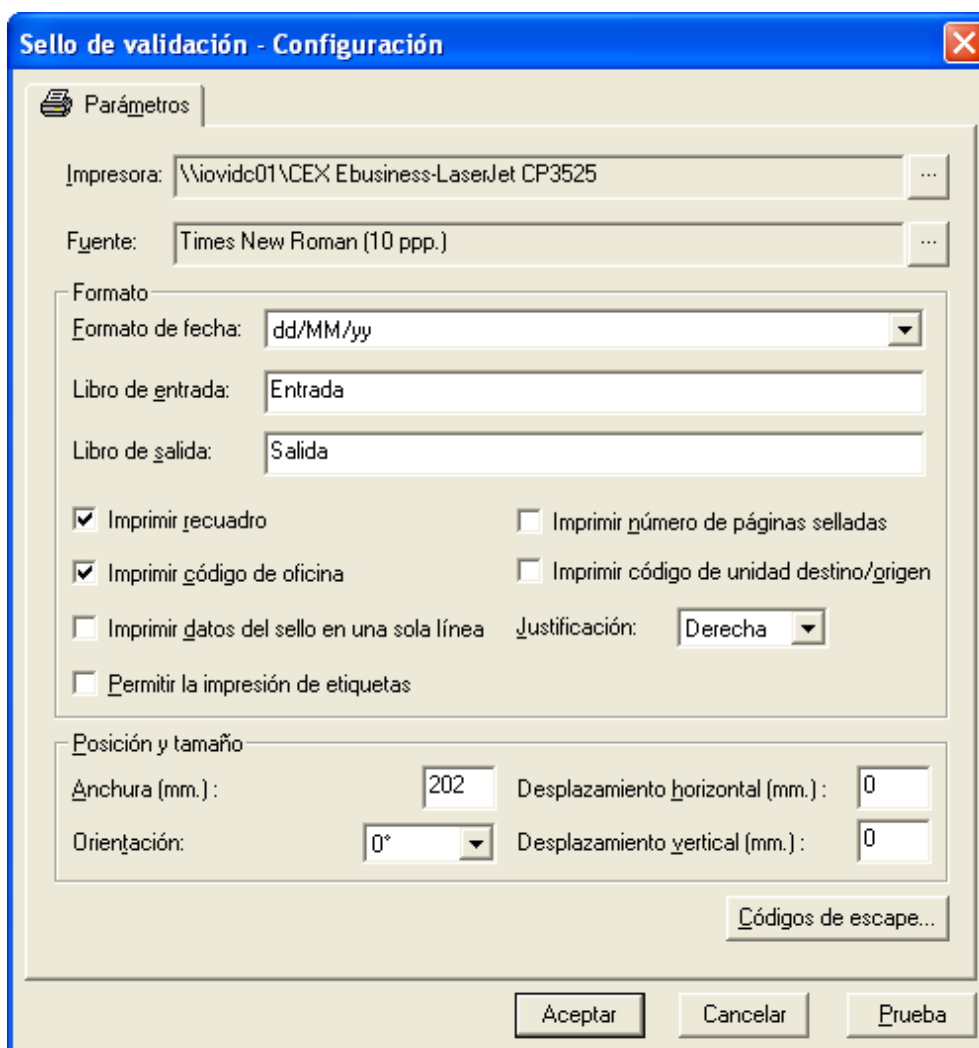 Sello de validación - Configuración
Parámetros
Impresora: \\iovidc01\CEX Ebusiness-LaserJet CP3525 ...
Fuente: Times New Roman (10 ppp.) ...
Formato
Formato de fecha: dd/MM/yy
Libro de entrada: Entrada
Libro de salida: Salida
Imprimir recuadro Imprimir número de páginas selladas
Imprimir código de oficina Imprimir código de unidad destino/origen
Imprimir datos del sello en una sola línea Justificación: Derecha
Permitir la impresión de etiquetas
Posición y tamaño
Anchura (mm.) : 202 Desplazamiento horizontal (mm.) : 0
Orientación: 0° Desplazamiento vertical (mm.) : 0
Códigos de escape...
Aceptar Cancelar Prueba